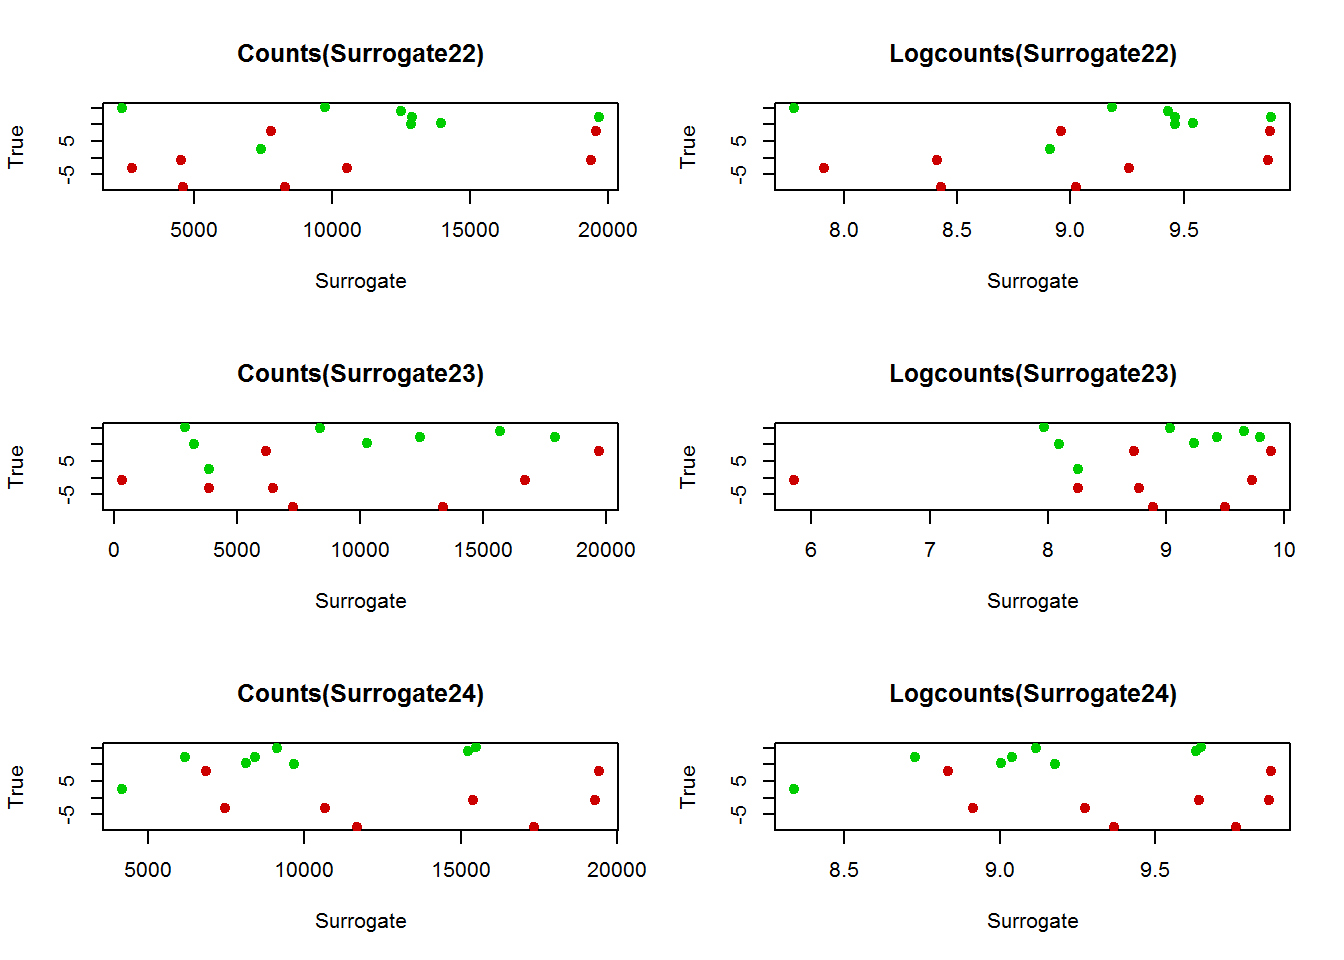 Counts(Surrogate22)
True
5
-5
5000 10000 15000 20000
Surrogate
Logcounts(Surrogate22)
True
5
-5
8.0 8.5 9.0 9.5
Surrogate
Counts(Surrogate23)
True
5
-5
0 5000 10000 15000 20000
Surrogate
Logcounts(Surrogate23)
True
5
-5
6 7 8 9 10
Surrogate
Counts(Surrogate24)
True
5
-5
5000 10000 15000 20000
Surrogate
Logcounts(Surrogate24)
True
5
-5
8.5 9.0 9.5
Surrogate